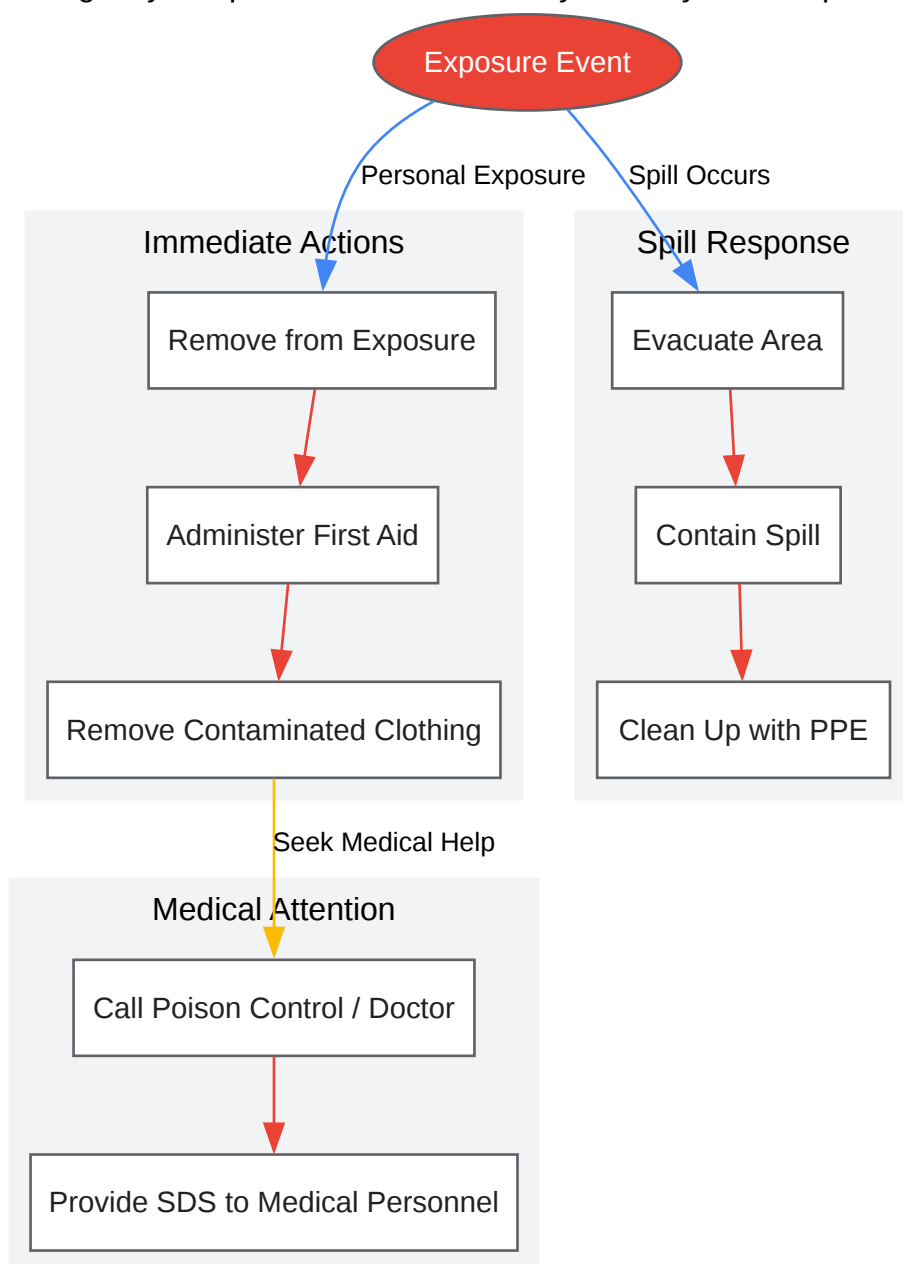 Exposure Event
Personal Exposure
Spill Occurs
Immediate Actions
Spill Response
Remove from Exposure
Evacuate Area
Administer First Aid
Contain Spill
Remove Contaminated Clothing
Clean Up with PPE
Seek Medical Help
Medical Attention
Call Poison Control / Doctor
Provide SDS to Medical Personnel